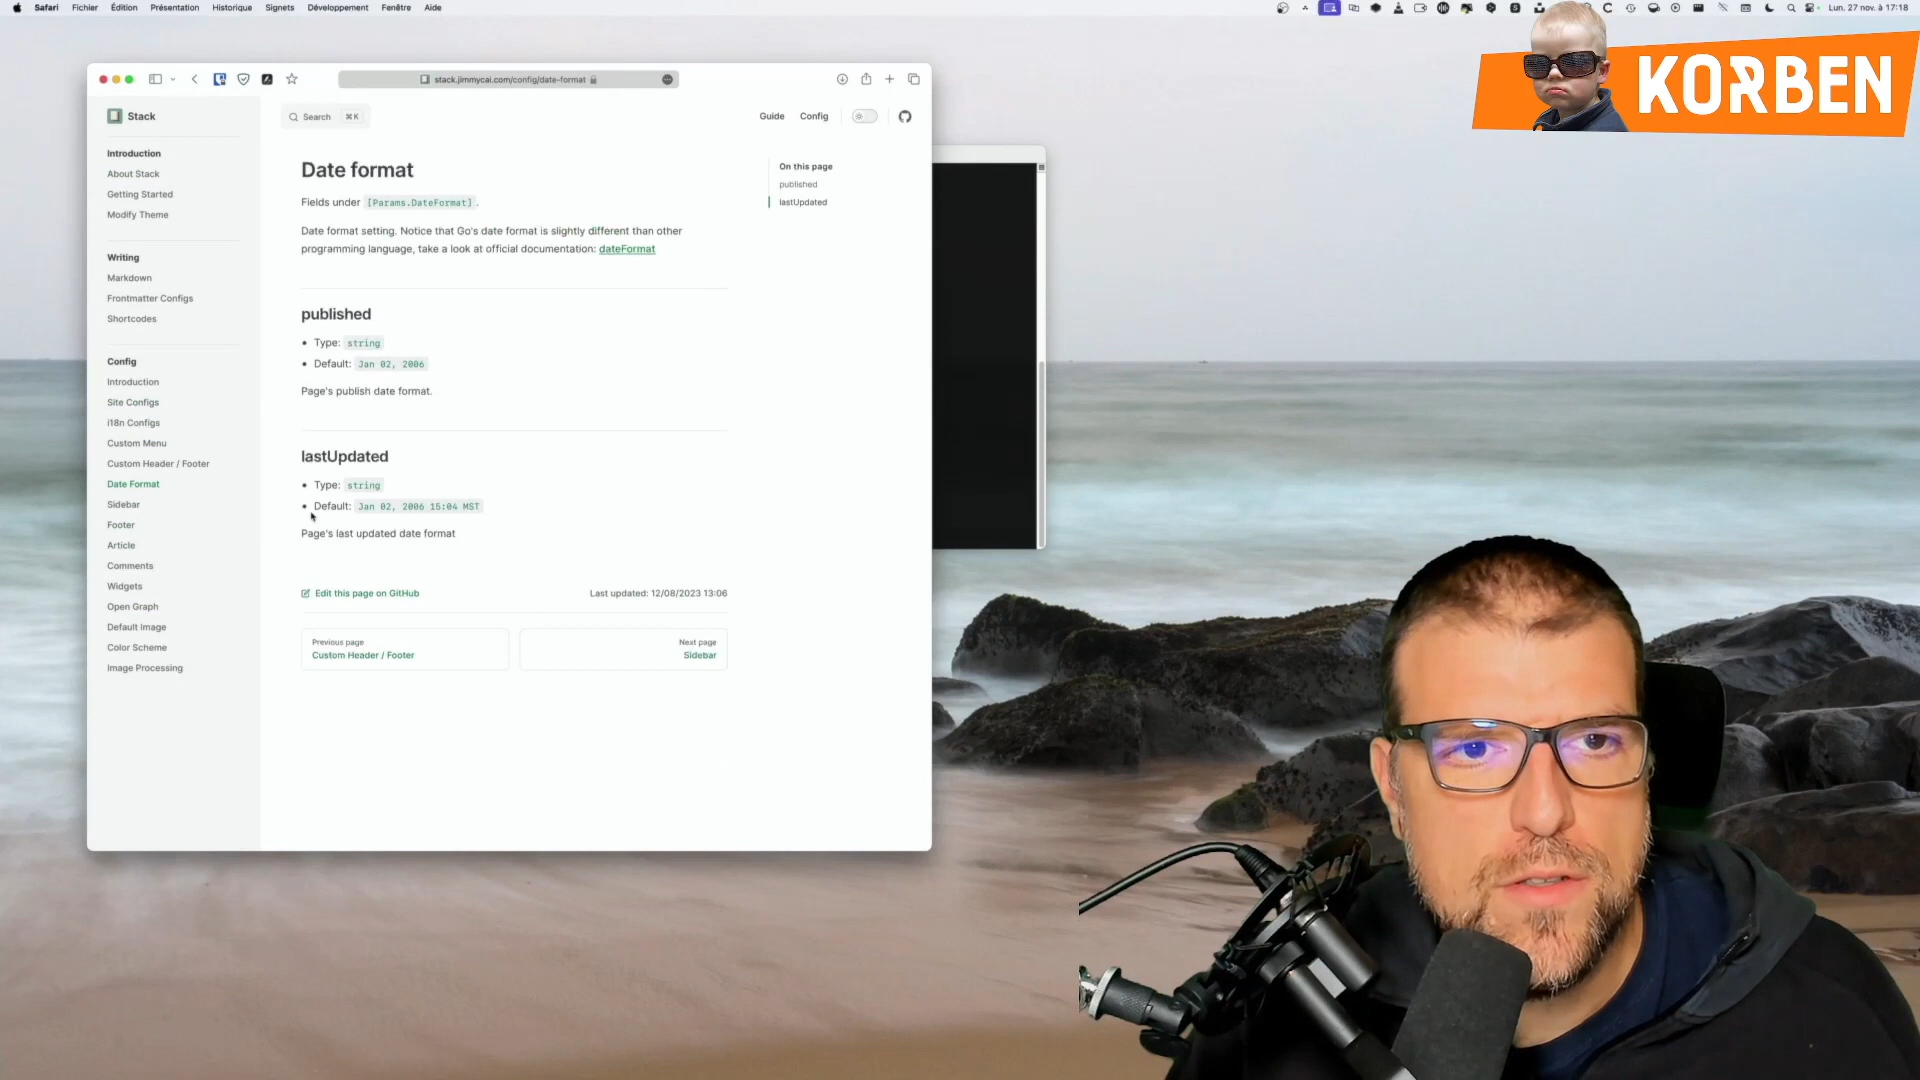 Safari Fichier Édition Présentation Historique Signets Développement Fenêtre Aide
Lun. 27 nov. à 17:18
KORBEN
stack.jimmycai.com/config/date-format
Stack
Search ⌘K
Guide Config
Introduction
About Stack
Getting Started
Modify Theme
Writing
Markdown
Frontmatter Configs
Shortcodes
Config
Introduction
Site Configs
i18n Configs
Custom Menu
Custom Header / Footer
Date Format
Sidebar
Footer
Article
Comments
Widgets
Open Graph
Default Image
Color Scheme
Image Processing
Date format
Fields under [Params.DateFormat] .
Date format setting. Notice that Go's date format is slightly different than other
programming language, take a look at official documentation: dateFormat
published
• Type: string
• Default: Jan 02, 2006
Page's publish date format.
lastUpdated
• Type: string
• Default: Jan 02, 2006 15:04 MST
Page's last updated date format
Edit this page on GitHub
Last updated: 12/08/2023 13:06
Previous page
Custom Header / Footer
Next page
Sidebar
On this page
published
lastUpdated